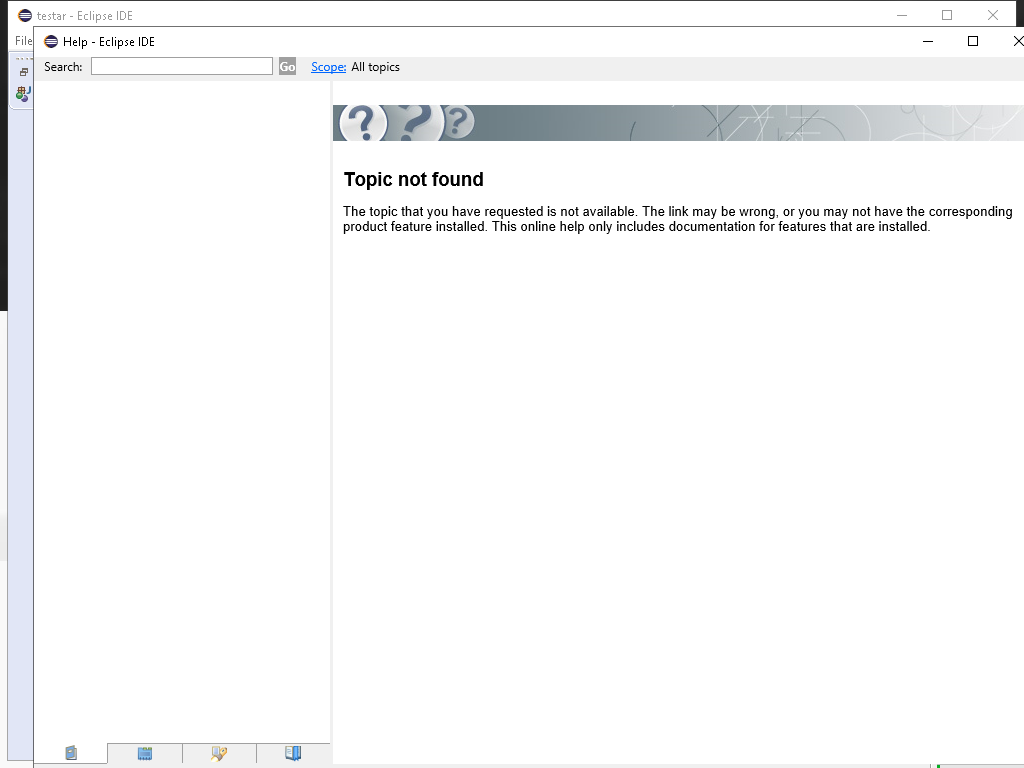 testar - Eclipse IDE
File
Help - Eclipse IDE
Search: Go Scope: All topics
Topic not found
The topic that you have requested is not available. The link may be wrong, or you may not have the corresponding
product feature installed. This online help only includes documentation for features that are installed.